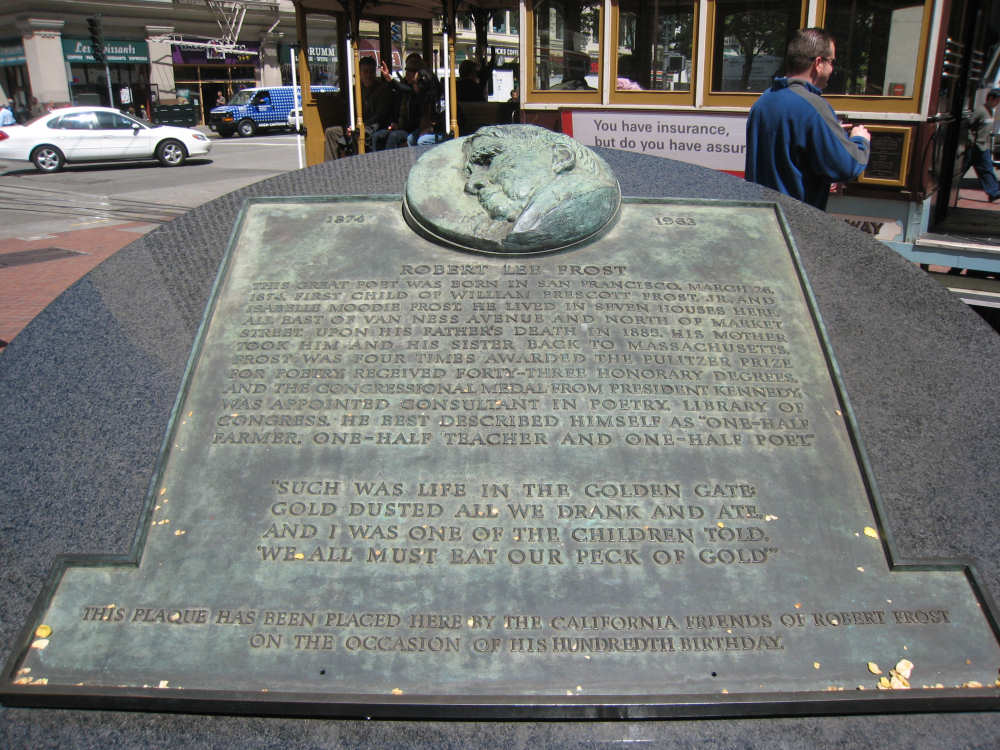 Les Croissants
DRUMM
COFFEE
You have insurance,
but do you have assur
WAY
1874 1963
ROBERT LEE FROST
THIS GREAT POET WAS BORN IN SAN FRANCISCO, MARCH 26,
1874, FIRST CHILD OF WILLIAM PRESCOTT FROST, JR. AND
ISABELLE MOODIE FROST. HE LIVED IN SEVEN HOUSES HERE,
ALL EAST OF VAN NESS AVENUE AND NORTH OF MARKET
STREET. UPON HIS FATHER'S DEATH IN 1885, HIS MOTHER
TOOK HIM AND HIS SISTER BACK TO MASSACHUSETTS.
FROST WAS FOUR TIMES AWARDED THE PULITZER PRIZE
FOR POETRY, RECEIVED FORTY-THREE HONORARY DEGREES,
AND THE CONGRESSIONAL MEDAL FROM PRESIDENT KENNEDY,
WAS APPOINTED CONSULTANT IN POETRY, LIBRARY OF
CONGRESS. HE BEST DESCRIBED HIMSELF AS "ONE-HALF
FARMER, ONE-HALF TEACHER AND ONE-HALF POET."
"SUCH WAS LIFE IN THE GOLDEN GATE:
GOLD DUSTED ALL WE DRANK AND ATE,
AND I WAS ONE OF THE CHILDREN TOLD,
'WE ALL MUST EAT OUR PECK OF GOLD'"
THIS PLAQUE HAS BEEN PLACED HERE BY THE CALIFORNIA FRIENDS OF ROBERT FROST
ON THE OCCASION OF HIS HUNDREDTH BIRTHDAY.